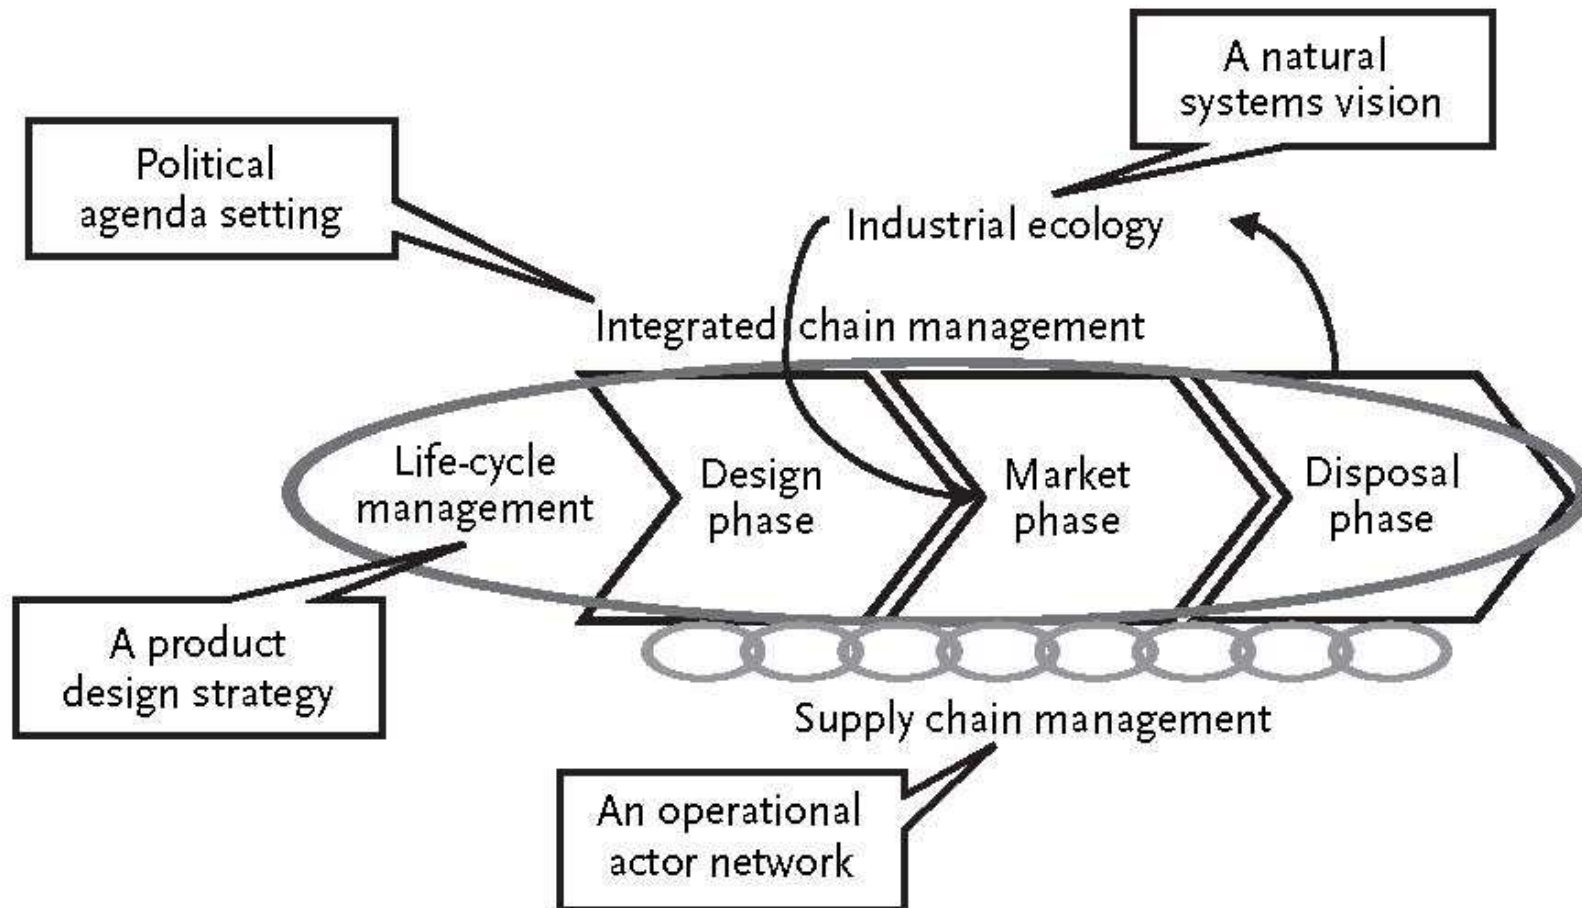 A natural
systems vision
Political
agenda setting
Industrial ecology
Integrated chain management
Life-cycle
management
Design
phase
Market
phase
Disposal
phase
A product
design strategy
Supply chain management
An operational
actor network